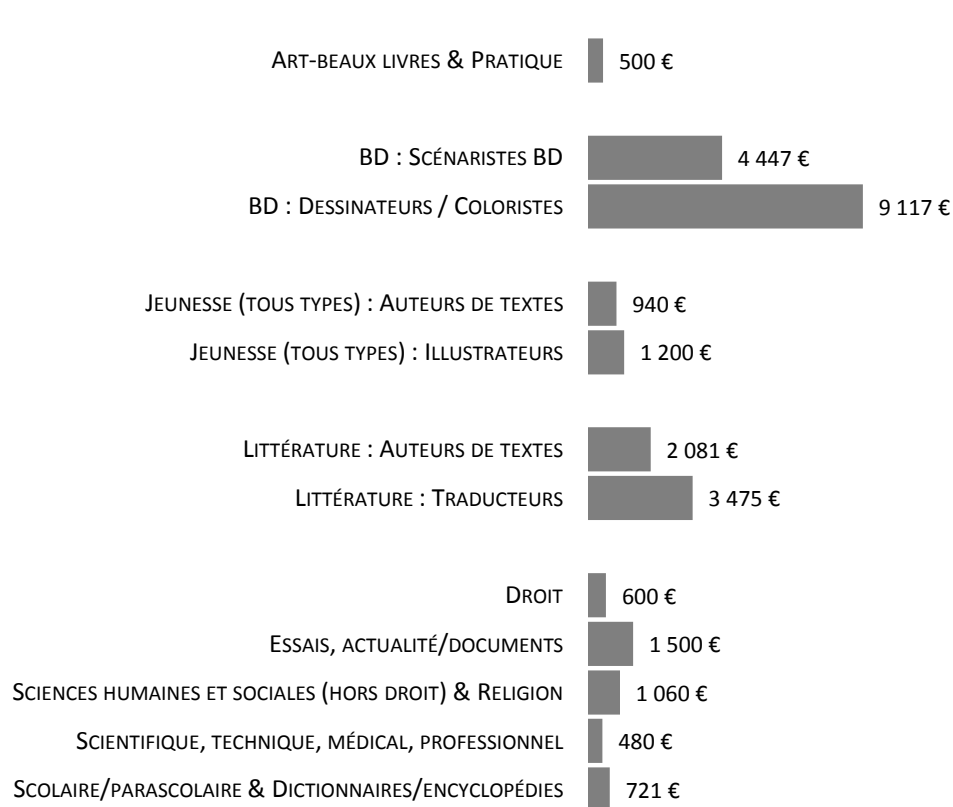 ART-BEAUX LIVRES & PRATIQUE 500 €
BD : SCÉNARISTES BD 4 447 €
BD : DESSINATEURS / COLORISTES 9 117 €
JEUNESSE (TOUS TYPES) : AUTEURS DE TEXTES 940 €
JEUNESSE (TOUS TYPES) : ILLUSTRATEURS 1 200 €
LITTÉRATURE : AUTEURS DE TEXTES 2 081 €
LITTÉRATURE : TRADUCTEURS 3 475 €
DROIT 600 €
ESSAIS, ACTUALITÉ/DOCUMENTS 1 500 €
SCIENCES HUMAINES ET SOCIALES (HORS DROIT) & RELIGION 1 060 €
SCIENTIFIQUE, TECHNIQUE, MÉDICAL, PROFESSIONNEL 480 €
SCOLAIRE/PARASCOLAIRE & DICTIONNAIRES/ENCYCLOPÉDIES 721 €